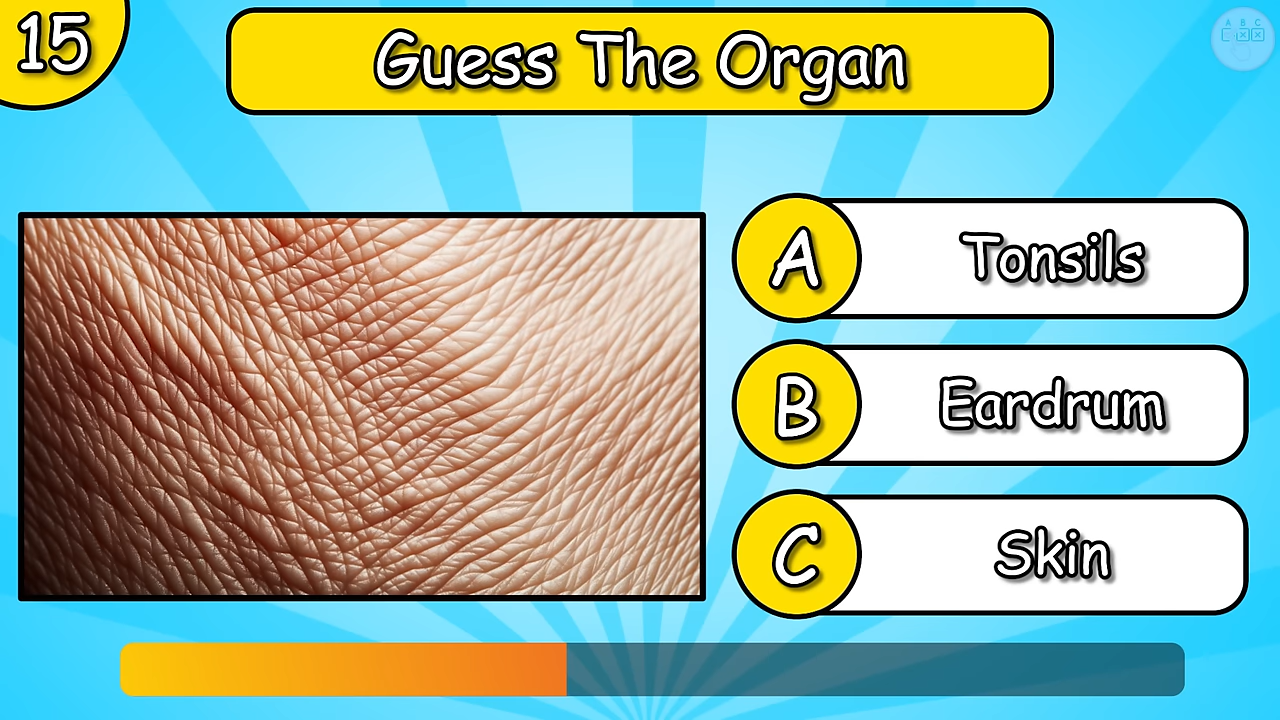 15
Guess The Organ
A B C
A Tonsils
B Eardrum
C Skin